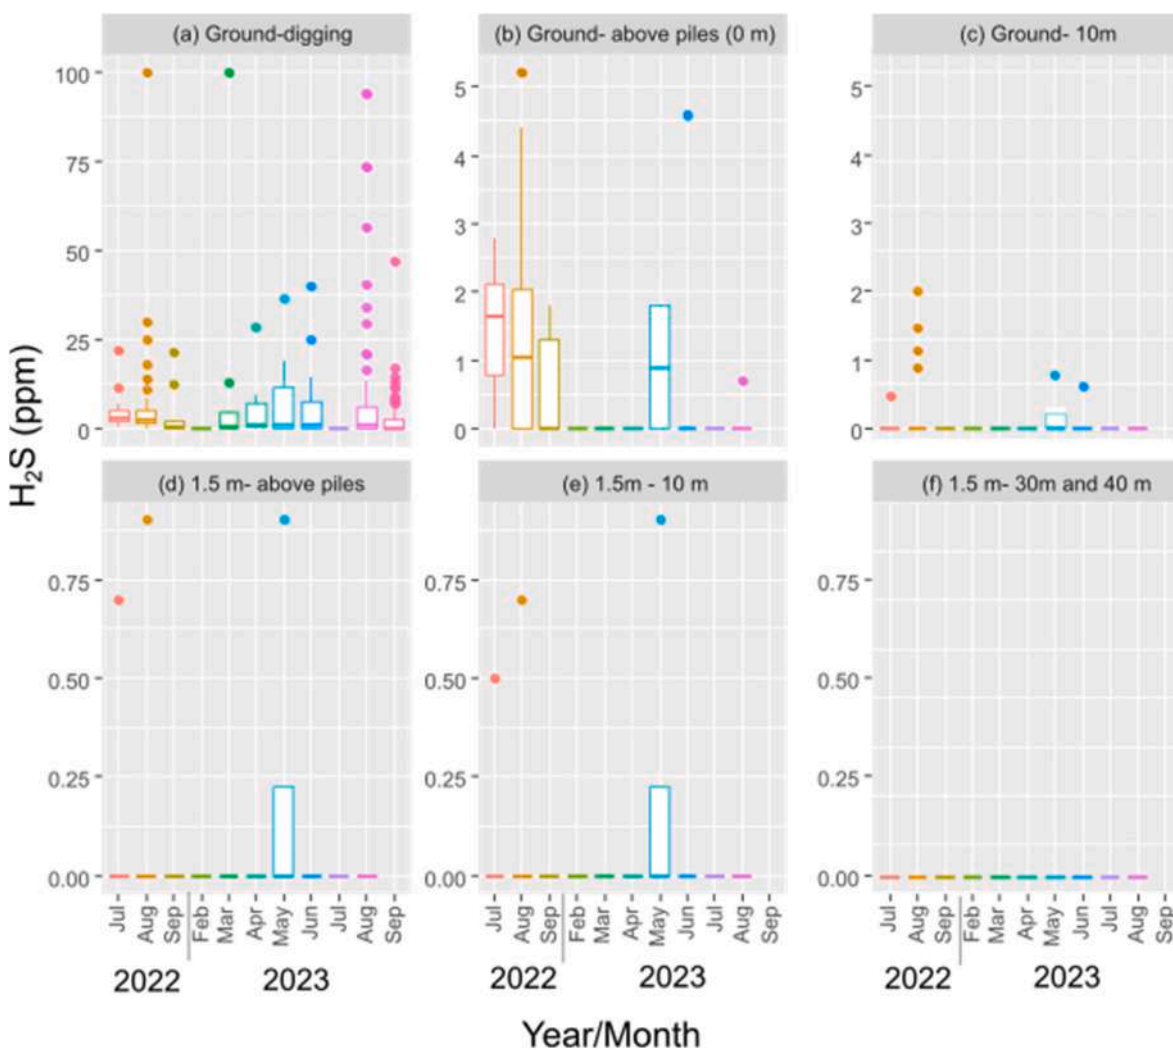 (a) Ground-digging
(b) Ground- above piles (0 m)
(c) Ground- 10m
100
75
50
25
0
5
4
3
2
1
0
5
4
3
2
1
0
H₂S (ppm)
(d) 1.5 m- above piles
(e) 1.5m - 10 m
(f) 1.5 m- 30m and 40 m
0.75
0.50
0.25
0.00
0.75
0.50
0.25
0.00
0.75
0.50
0.25
0.00
Jul Aug Sep Feb Mar Apr May Jun Jul Aug Sep
Jul Aug Sep Feb Mar Apr May Jun Jul Aug Sep
Jul Aug Sep Feb Mar Apr May Jun Jul Aug Sep
2022 2023
2022 2023
2022 2023
Year/Month